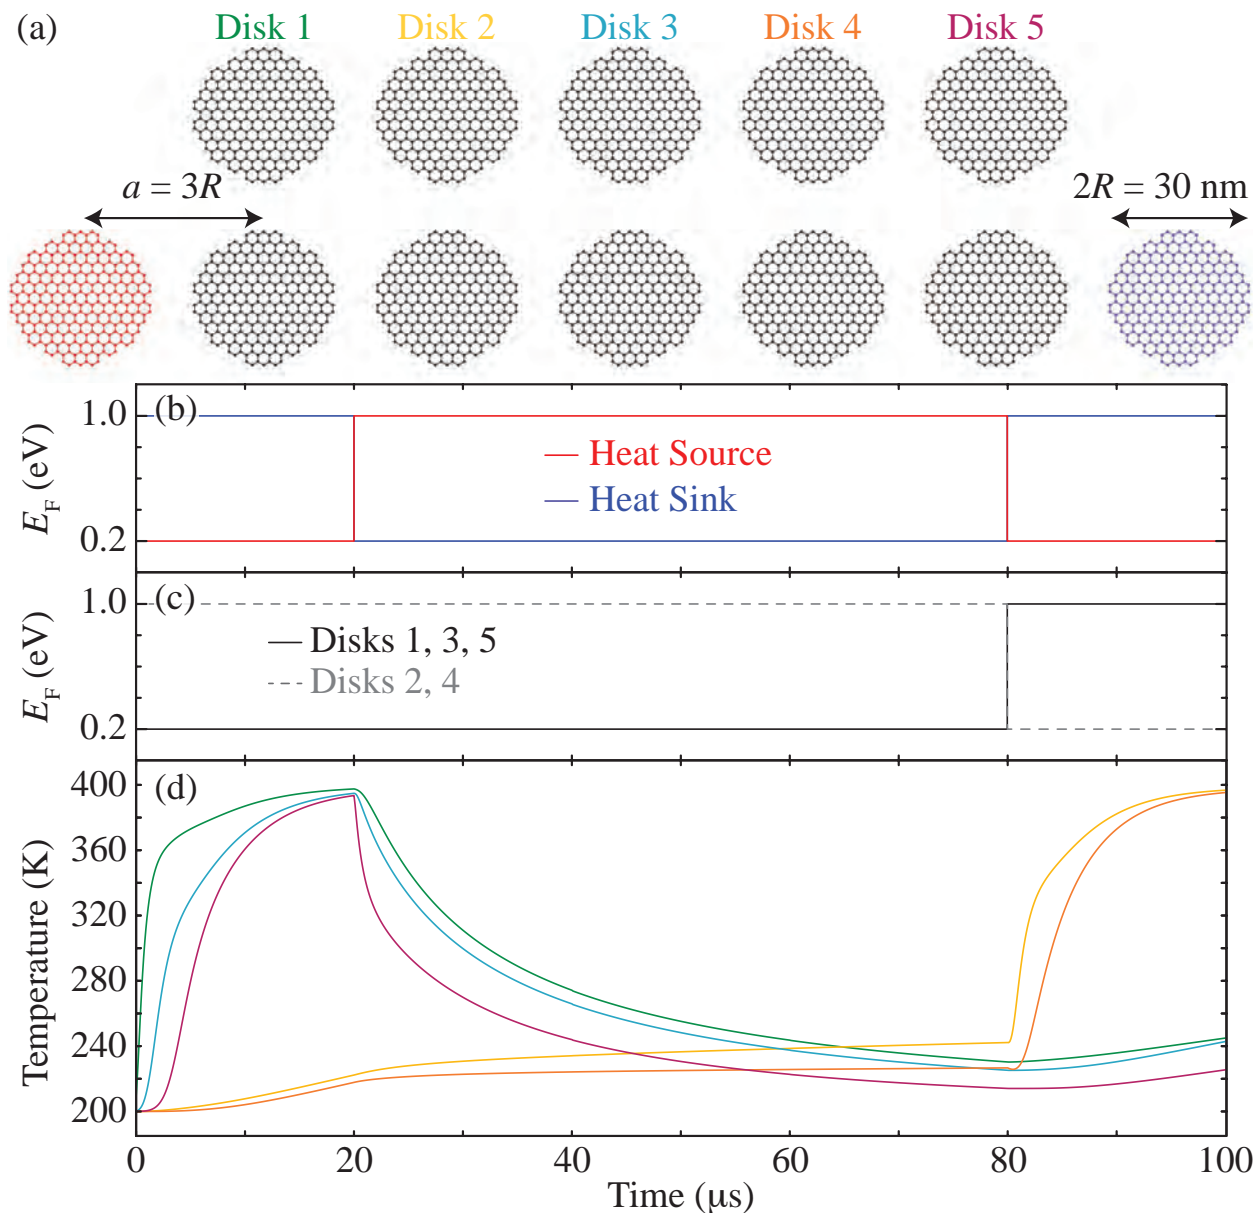 (a) Disk 1 Disk 2 Disk 3 Disk 4 Disk 5
a = 3R 2R = 30 nm
(b)
1.0
Heat Source
E_F (eV)
Heat Sink
0.2
(c)
1.0
Disks 1, 3, 5
E_F (eV)
Disks 2, 4
0.2
(d)
400
360
320
Temperature (K)
280
240
200
0 20 40 60 80 100
Time (μs)